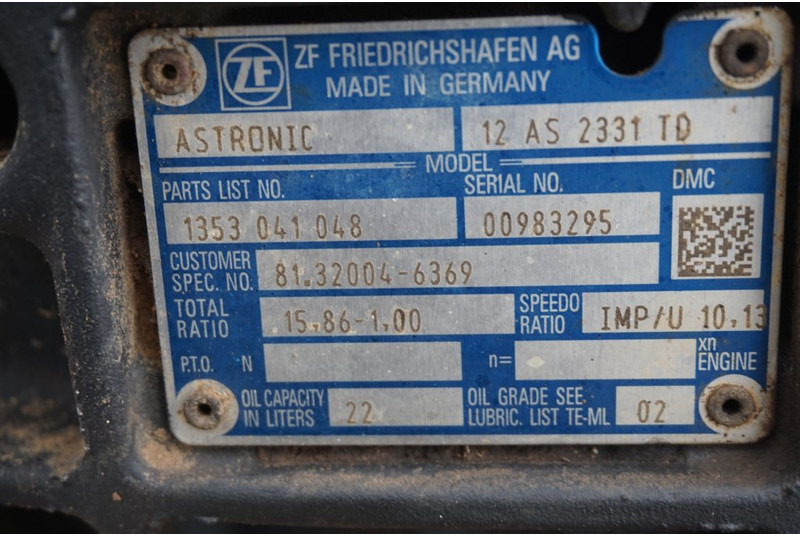 ZF
ZF FRIEDRICHSHAFEN AG
MADE IN GERMANY
ASTRONIC 12 AS 2331 TD
MODEL
PARTS LIST NO. SERIAL NO. DMC
1353 041 048 00983295
CUSTOMER
SPEC. NO. 81.32004-6369
TOTAL
RATIO 15,86-1,00 SPEEDO
RATIO IMP/U 10,13
P.T.O. N n= xn
ENGINE
OIL CAPACITY
IN LITERS 22 OIL GRADE SEE
LUBRIC. LIST TE-ML 02